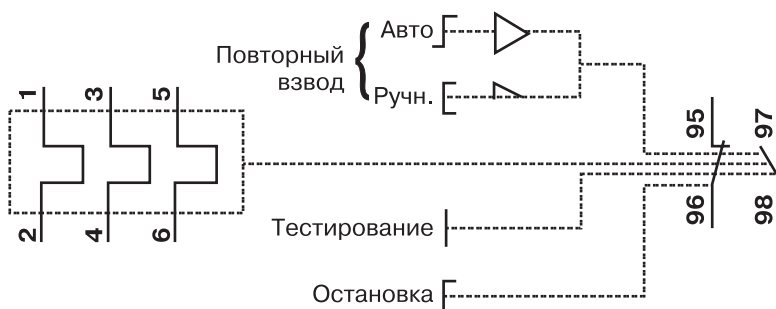 Повторный
взвод
Авто
Ручн.
1
3
5
2
4
6
95
97
96
98
Тестирование
Остановка